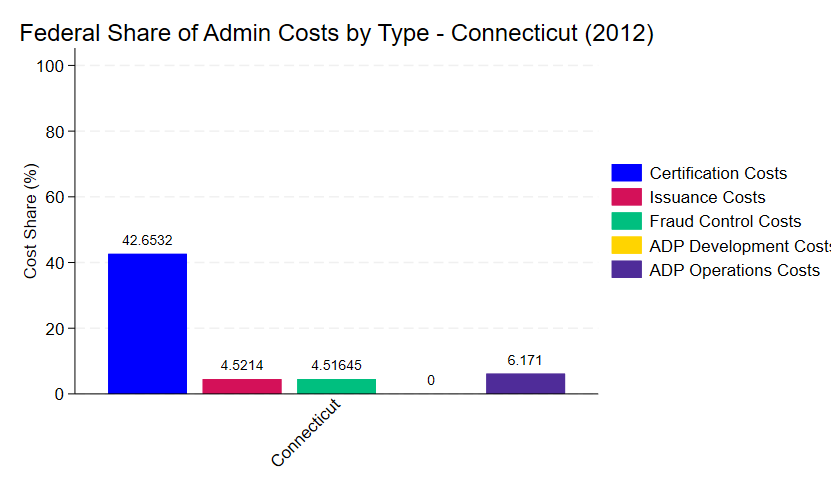 Federal Share of Admin Costs by Type - Connecticut (2012)
Cost Share (%)
100
80
60
40
20
0
42.6532
4.5214
4.51645
0
6.171
Connecticut
Certification Costs
Issuance Costs
Fraud Control Costs
ADP Development Costs
ADP Operations Costs